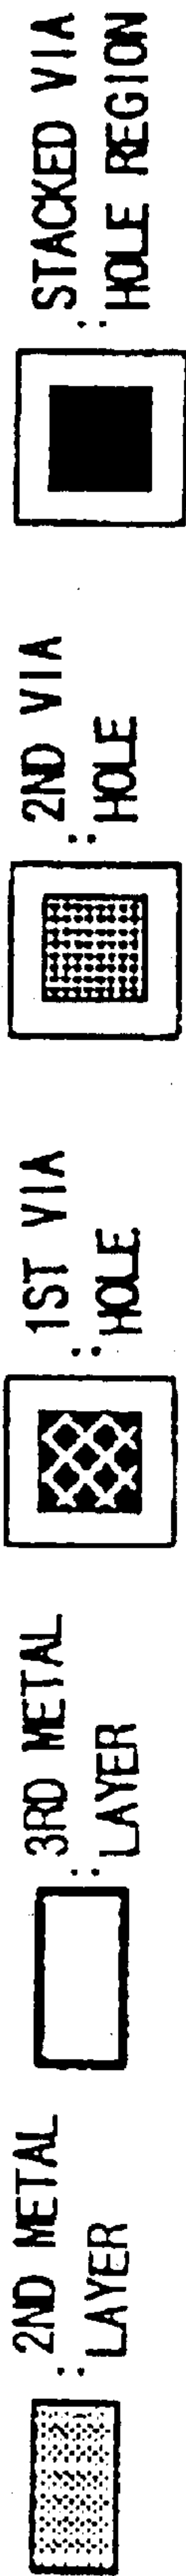 2ND METAL
: LAYER
3RD METAL
: LAYER
1ST VIA
: HOLE
2ND VIA
: HOLE
STACKED VIA
: HOLE REGION